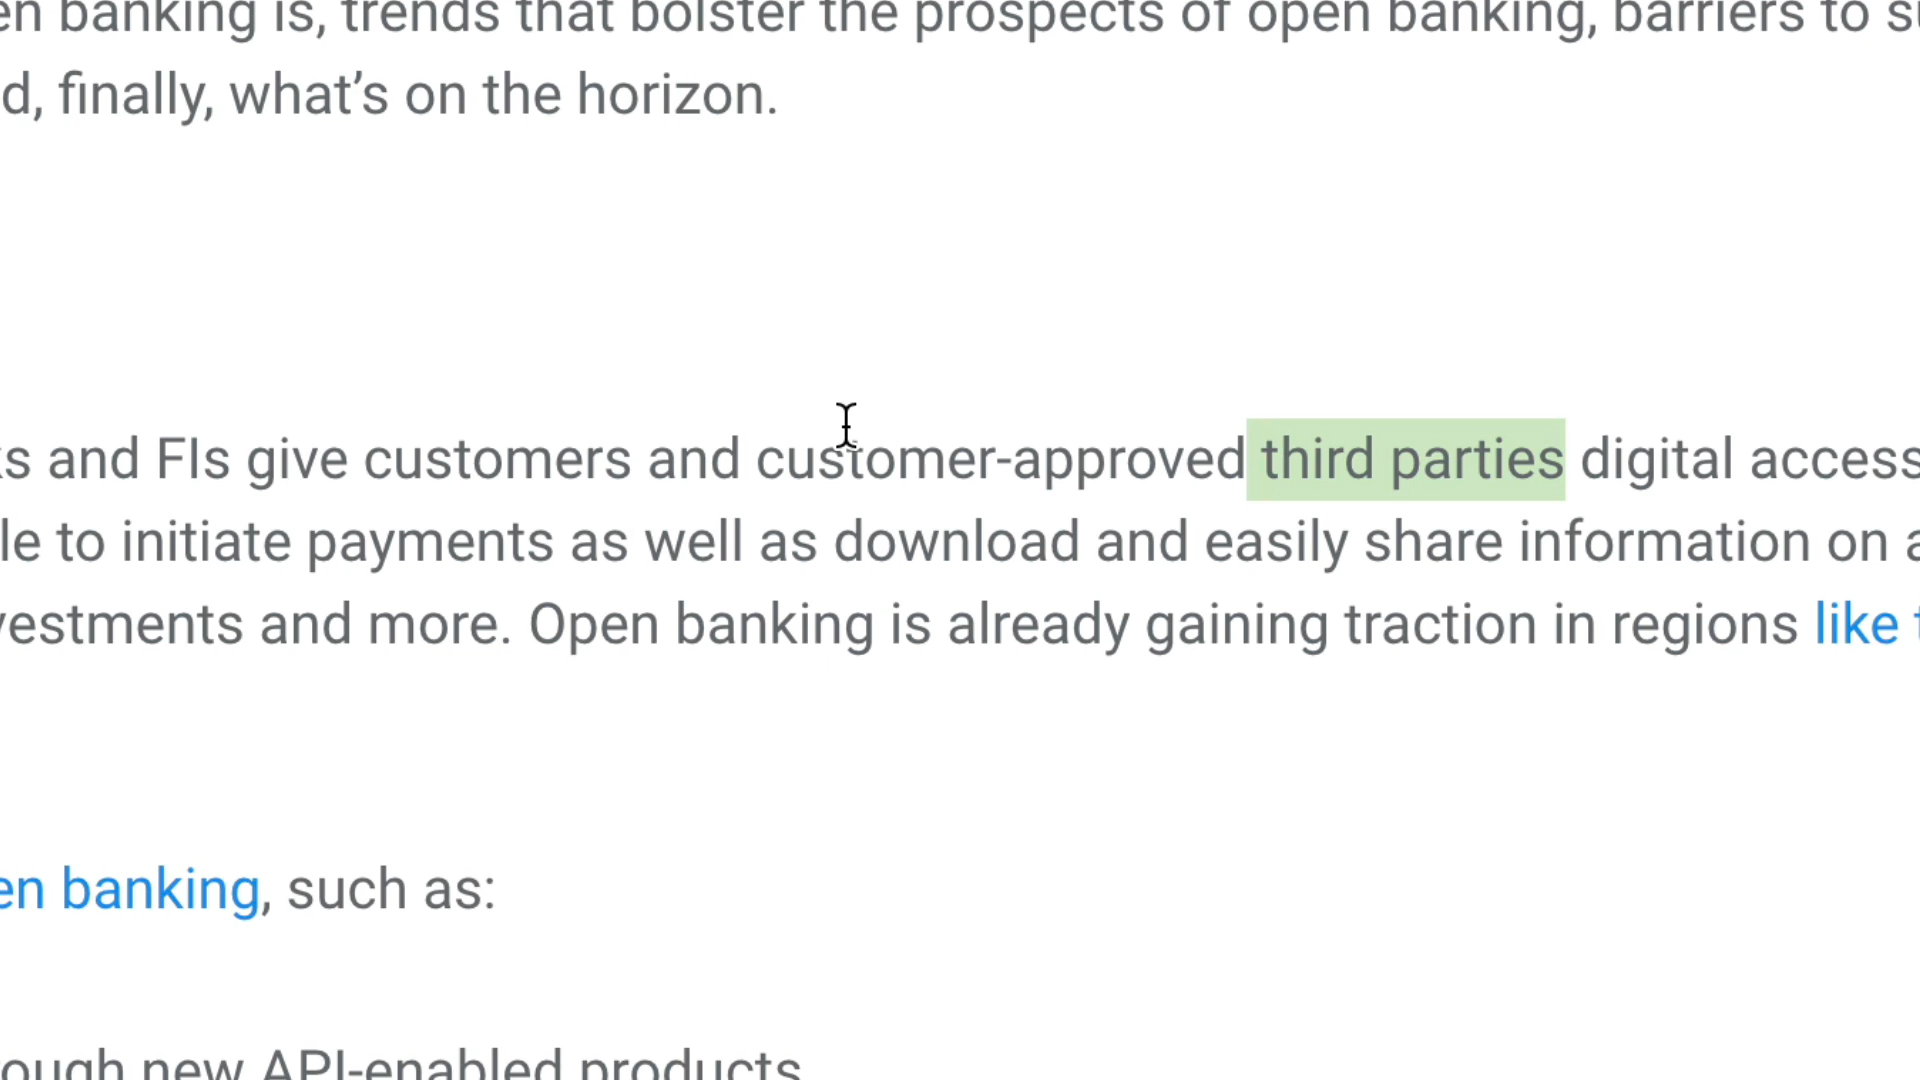 en banking is, trends that bolster the prospects of open banking, barriers to su
d, finally, what’s on the horizon.
ks and FIs give customers and customer-approved third parties digital access
le to initiate payments as well as download and easily share information on a
vestments and more. Open banking is already gaining traction in regions like t
en banking, such as:
ough new API-enabled products